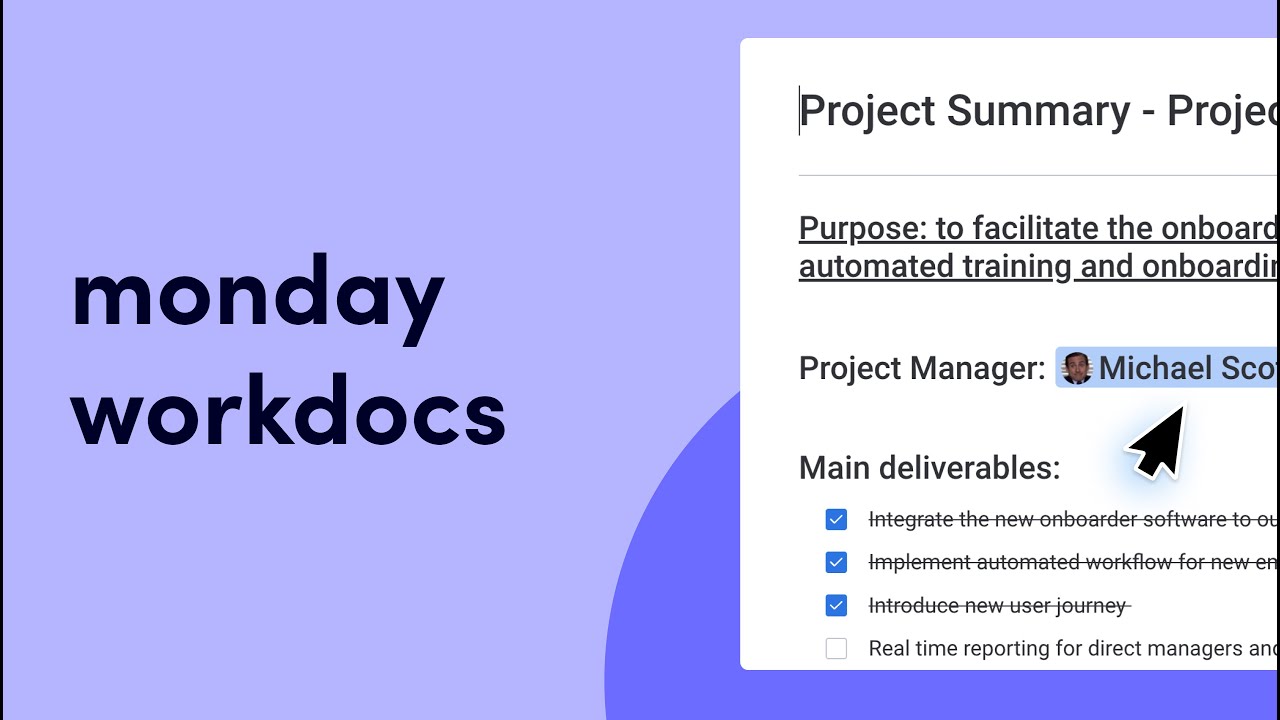 monday
workdocs
Project Summary - Projec
Purpose: to facilitate the onboard
automated training and onboardin
Project Manager: Michael Sco
Main deliverables:
Integrate the new onboarder software to ou
Implement automated workflow for new en
Introduce new user journey
Real time reporting for direct managers and